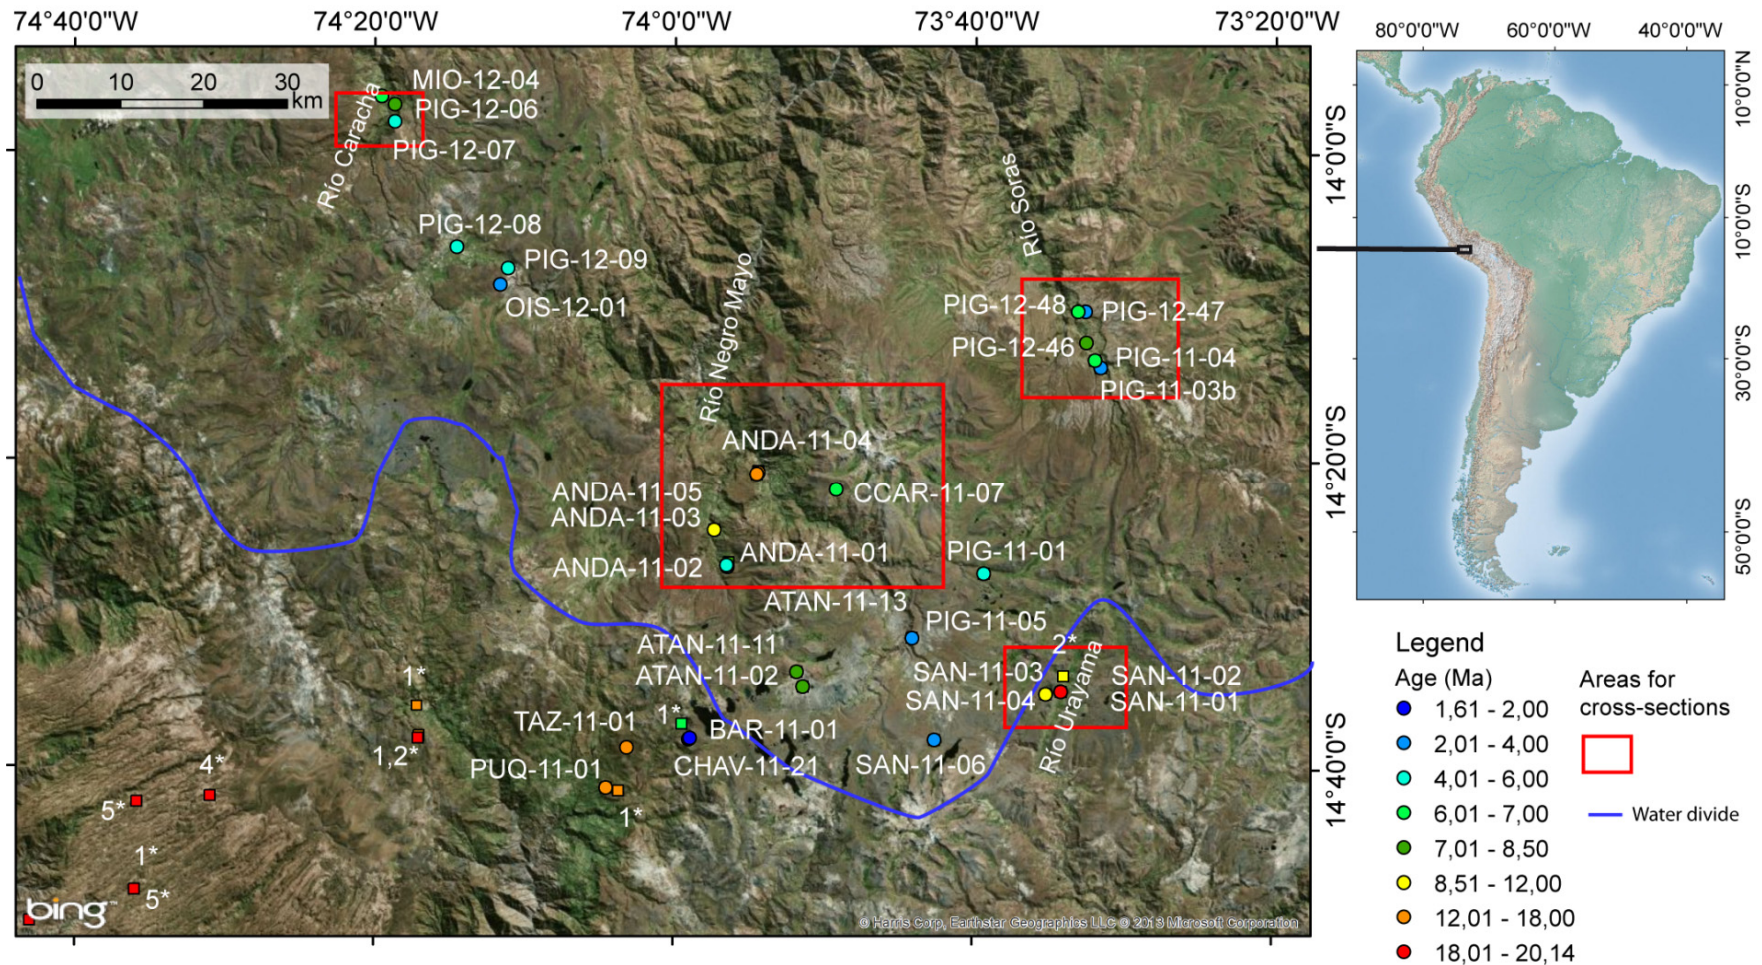 74°40'0"W
74°20'0"W
74°0'0"W
73°40'0"W
73°20'0"W
80°0'0"W
60°0'0"W
40°0'0"W
0 10 20 30
km
MIO-12-04
PIG-12-06
PIG-12-07
Río Caracha
PIG-12-08
PIG-12-09
OIS-12-01
Río Negro Mayo
Río Soras
PIG-12-48
PIG-12-47
PIG-12-46
PIG-11-04
PIG-11-03b
ANDA-11-04
ANDA-11-05
CCAR-11-07
ANDA-11-03
ANDA-11-01
ANDA-11-02
PIG-11-01
ATAN-11-13
PIG-11-05
ATAN-11-11
2*
ATAN-11-02
SAN-11-03
SAN-11-02
SAN-11-04
SAN-11-01
Río Urayama
1*
TAZ-11-01
1*
BAR-11-01
1,2*
PUQ-11-01
CHAV-11-21
SAN-11-06
4*
5*
1*
1*
5*
bing™
© Harris Corp, Earthstar Geographics LLC © 2013 Microsoft Corporation
14°0'0"S
14°20'0"S
14°40'0"S
10°0'0"N
10°0'0"S
30°0'0"S
50°0'0"S
Legend
Age (Ma)
1,61 - 2,00
2,01 - 4,00
4,01 - 6,00
6,01 - 7,00
7,01 - 8,50
8,51 - 12,00
12,01 - 18,00
18,01 - 20,14
Areas for
cross-sections
Water divide